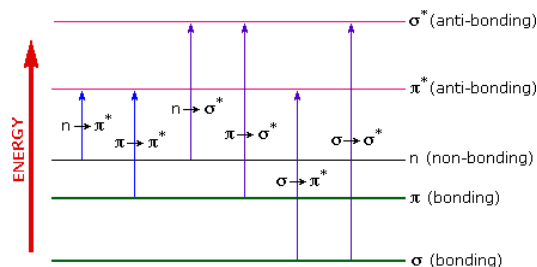 σ* (anti-bonding)
π* (anti-bonding)
n→σ*
n→π*
π→π*
π→σ*
σ→σ*
n (non-bonding)
σ→π*
π (bonding)
σ (bonding)
ENERGY